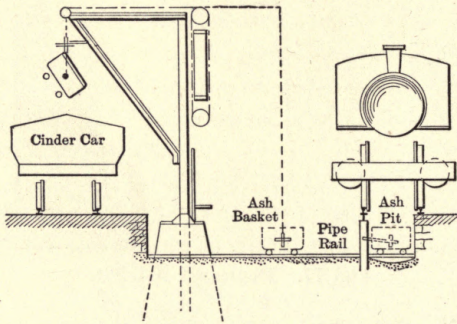 Cinder Car
Ash
Basket
Pipe
Rail
Ash
Pit